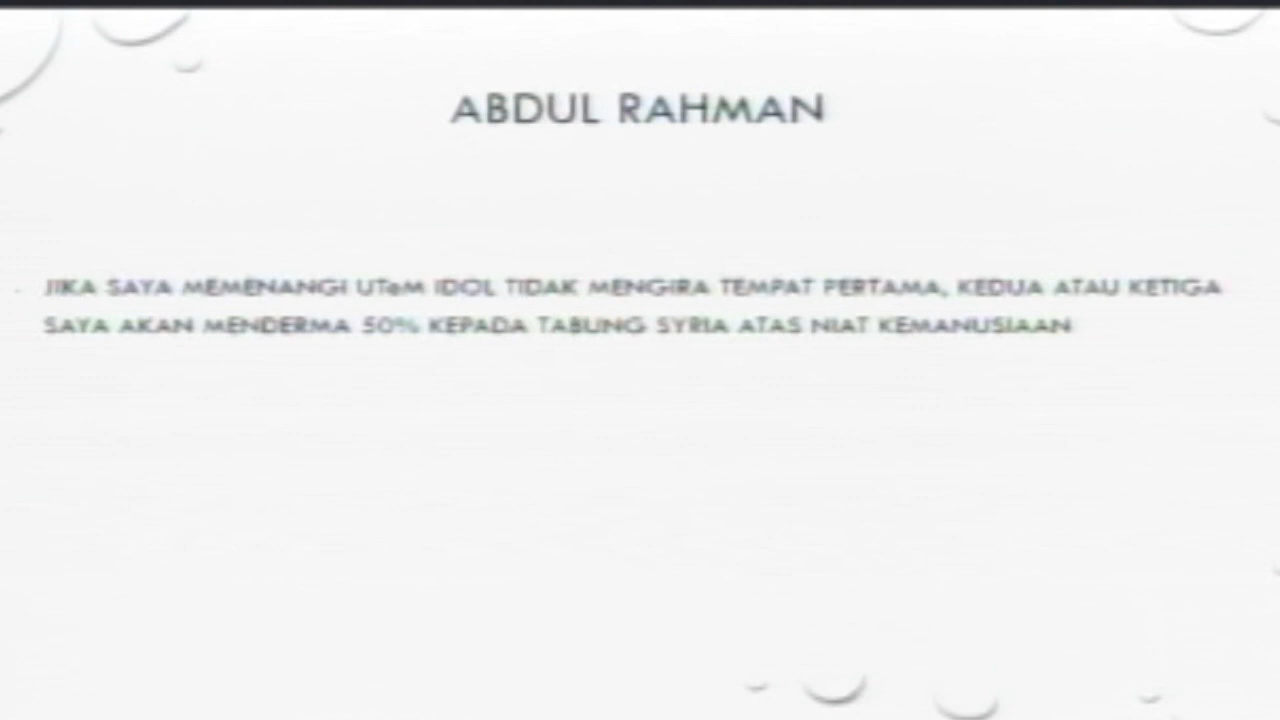 ABDUL RAHMAN
JIKA SAYA MEMENANGI UTeM IDOL TIDAK MENGIRA TEMPAT PERTAMA, KEDUA ATAU KETIGA
SAYA AKAN MENDERMA 50% KEPADA TABUNG SYRIA ATAS NIAT KEMANUSIAAN